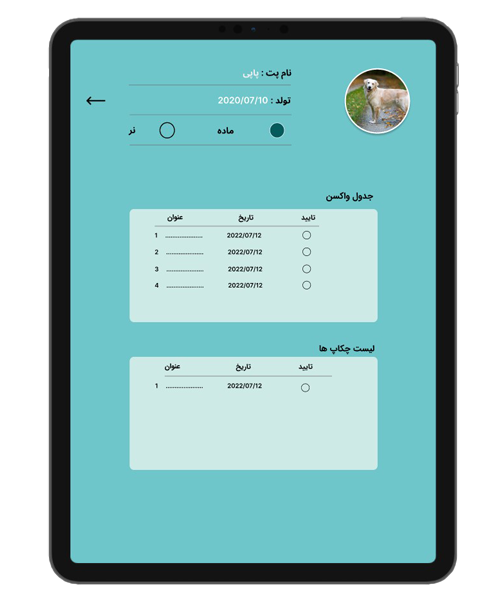 نام پت : پاپی
تولد : 2020/07/10
ماده نر
جدول واکسن
تایید تاریخ عنوان
2022/07/12 ........................ 1
2022/07/12 ........................ 2
2022/07/12 ........................ 3
2022/07/12 ........................ 4
لیست چکاپ ها
تایید تاریخ عنوان
2022/07/12 ........................ 1